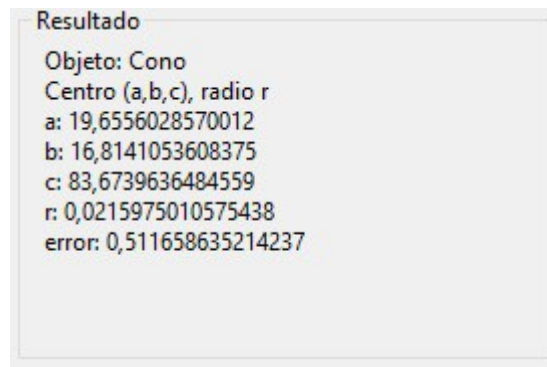 Resultado
Objeto: Cono
Centro (a,b,c), radio r
a: 19,6556028570012
b: 16,8141053608375
c: 83,6739636484559
r: 0,0215975010575438
error: 0,511658635214237